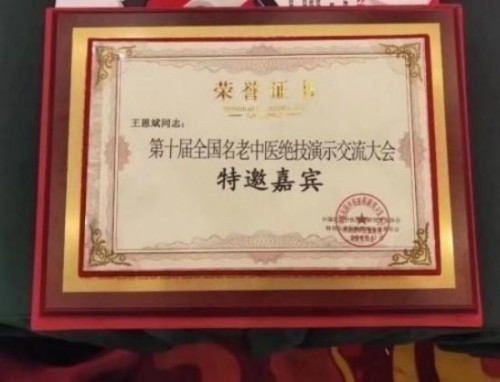 荣誉证书
王恩斌同志：
第十届全国名老中医绝技演示交流大会
特邀嘉宾